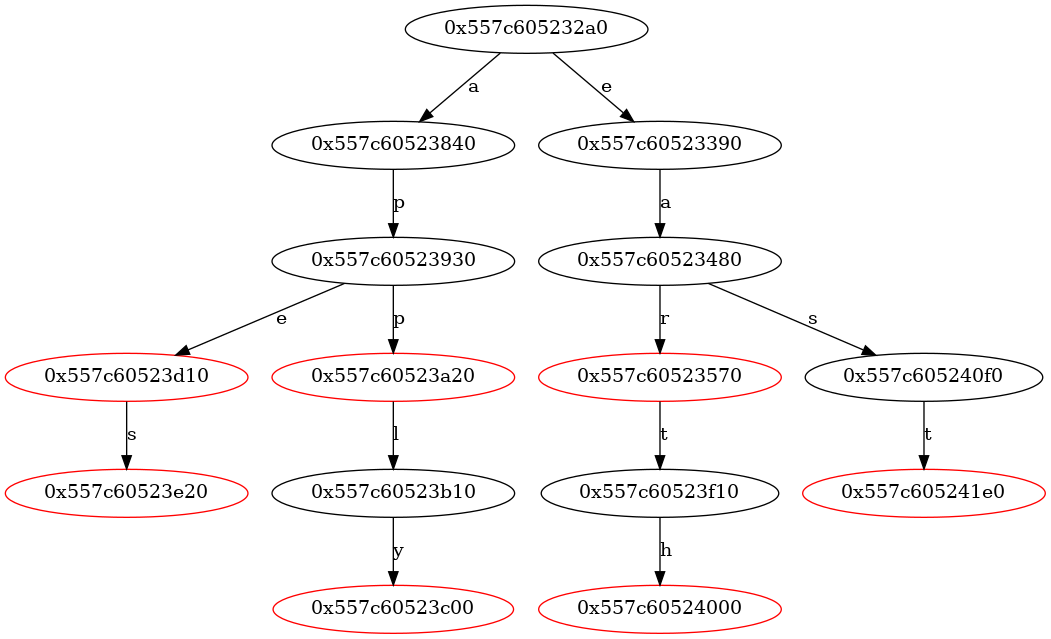 0x557c605232a0
a e
0x557c60523840 0x557c60523390
p a
0x557c60523930 0x557c60523480
e p r s
0x557c60523d10 0x557c60523a20 0x557c60523570 0x557c605240f0
s l t t
0x557c60523e20 0x557c60523b10 0x557c60523f10 0x557c605241e0
y h
0x557c60523c00 0x557c60524000